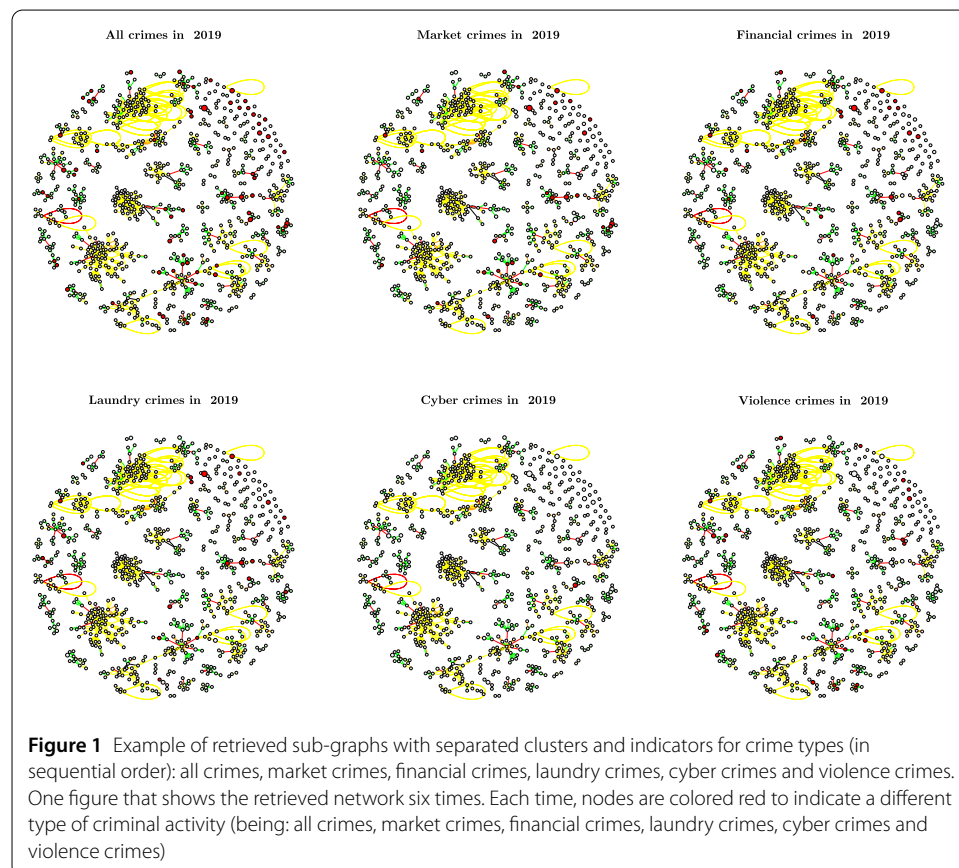 All crimes in 2019
Market crimes in 2019
Financial crimes in 2019
Laundry crimes in 2019
Cyber crimes in 2019
Violence crimes in 2019
Figure 1 Example of retrieved sub-graphs with separated clusters and indicators for crime types (in
sequential order): all crimes, market crimes, financial crimes, laundry crimes, cyber crimes and violence crimes.
One figure that shows the retrieved network six times. Each time, nodes are colored red to indicate a different
type of criminal activity (being: all crimes, market crimes, financial crimes, laundry crimes, cyber crimes and
violence crimes)